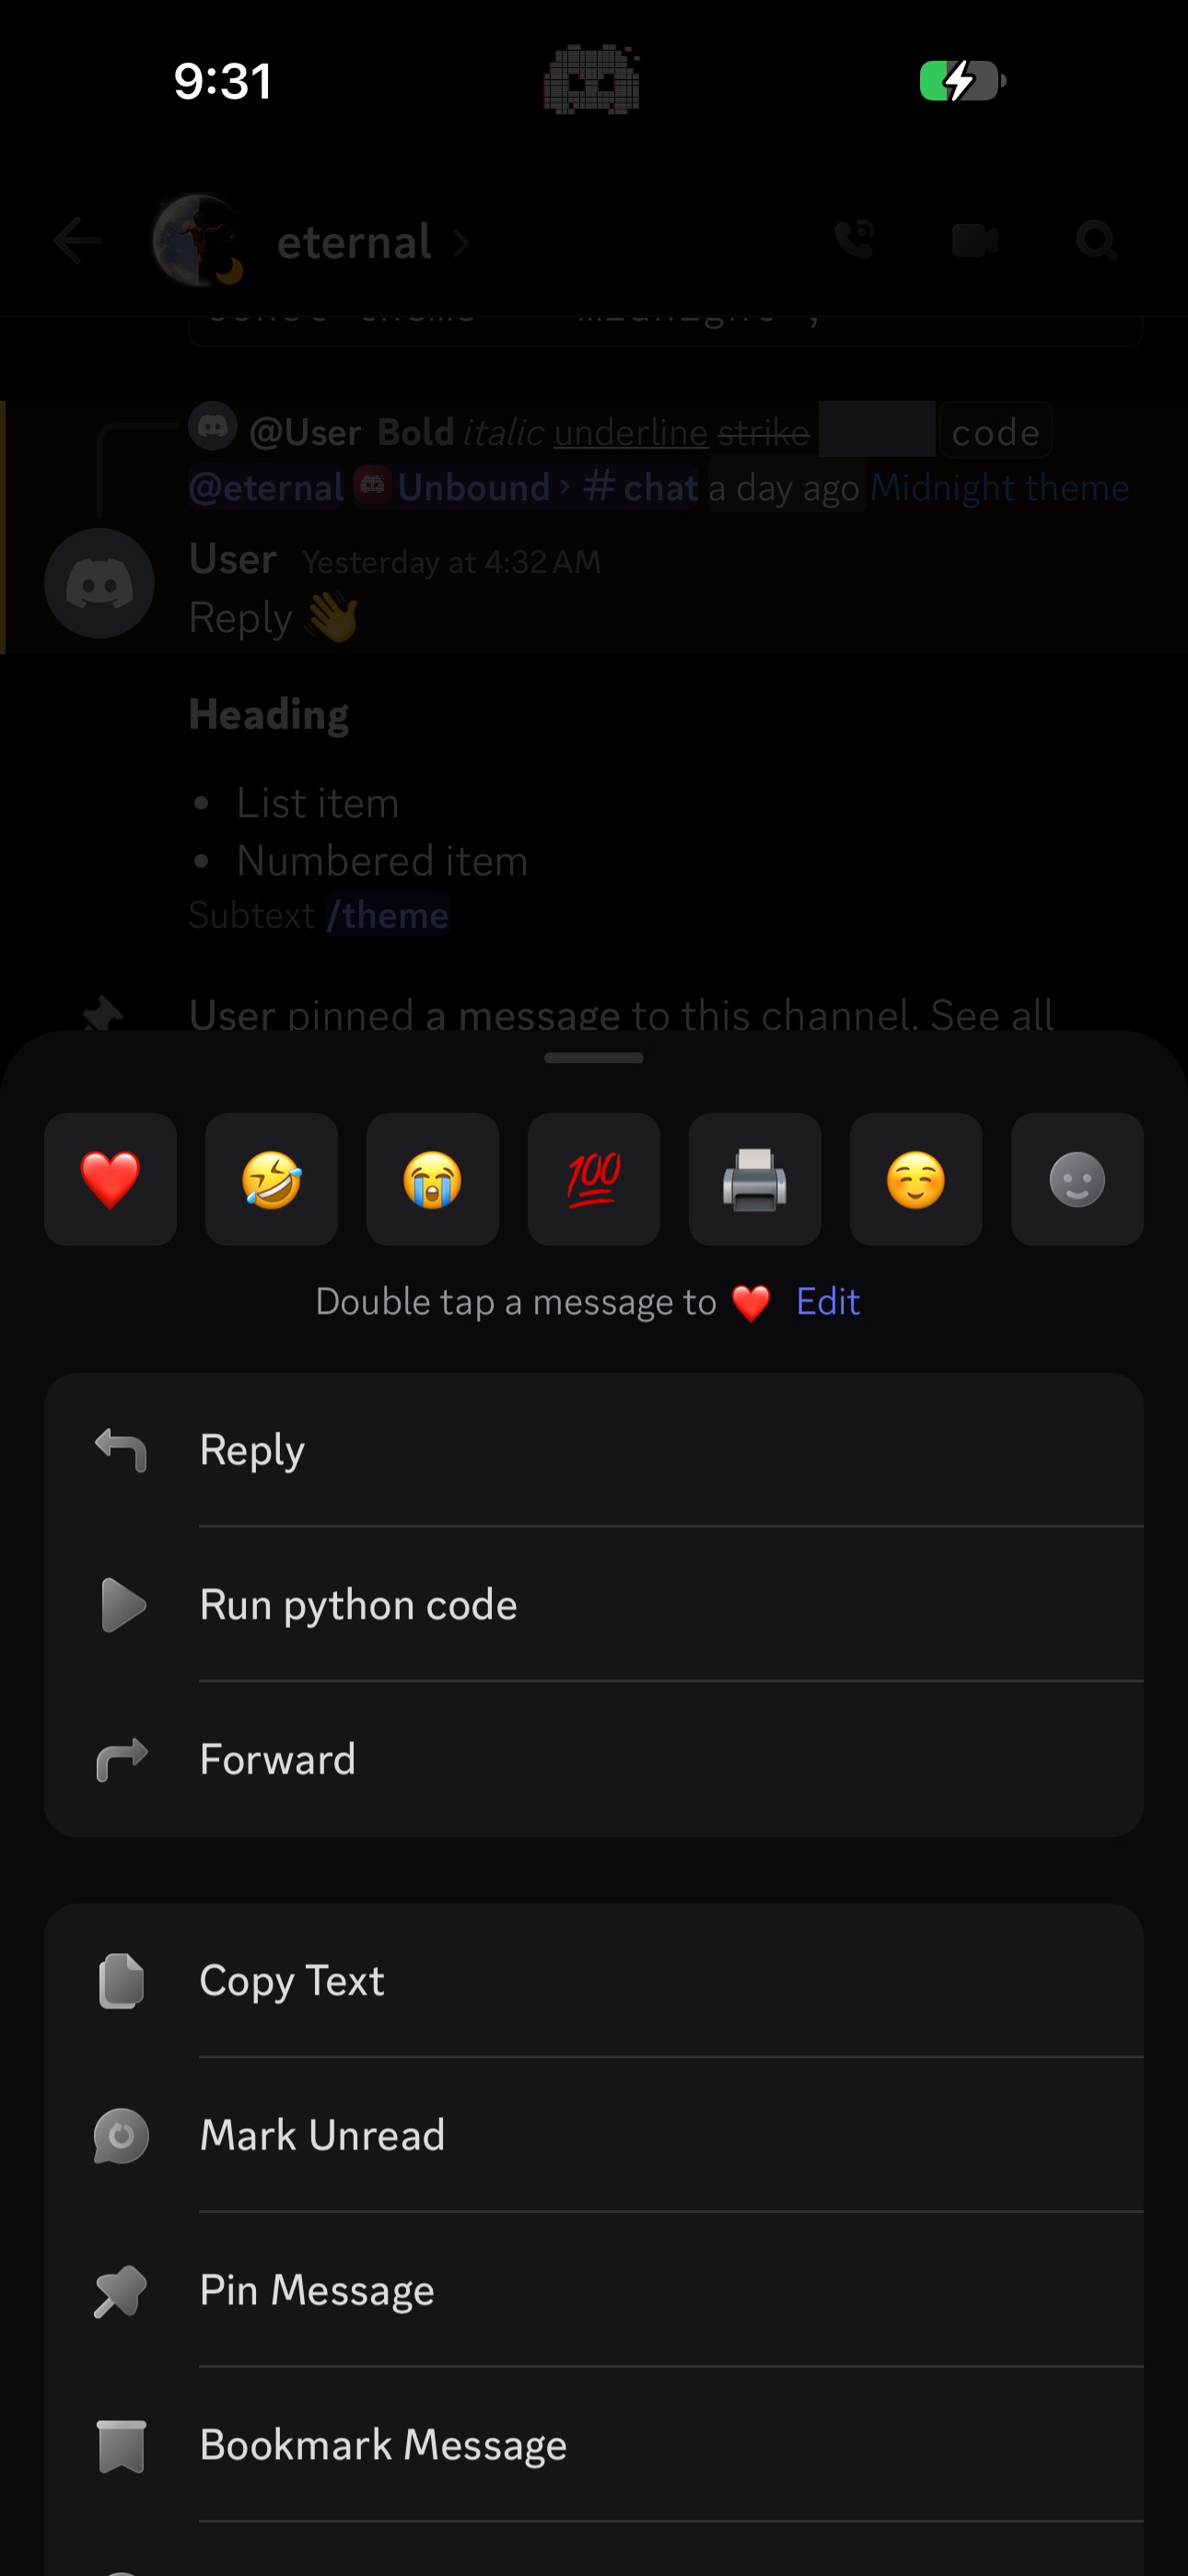 9:31
eternal
@User Bold italic underline strike code
@eternal Unbound › # chat a day ago Midnight theme
User Yesterday at 4:32 AM
Reply 👋
Heading
• List item
• Numbered item
Subtext /theme
User pinned a message to this channel. See all
❤️ 🤣 😭 💯 🖨️ ☺️
Double tap a message to ❤️ Edit
Reply
Run python code
Forward
Copy Text
Mark Unread
Pin Message
Bookmark Message